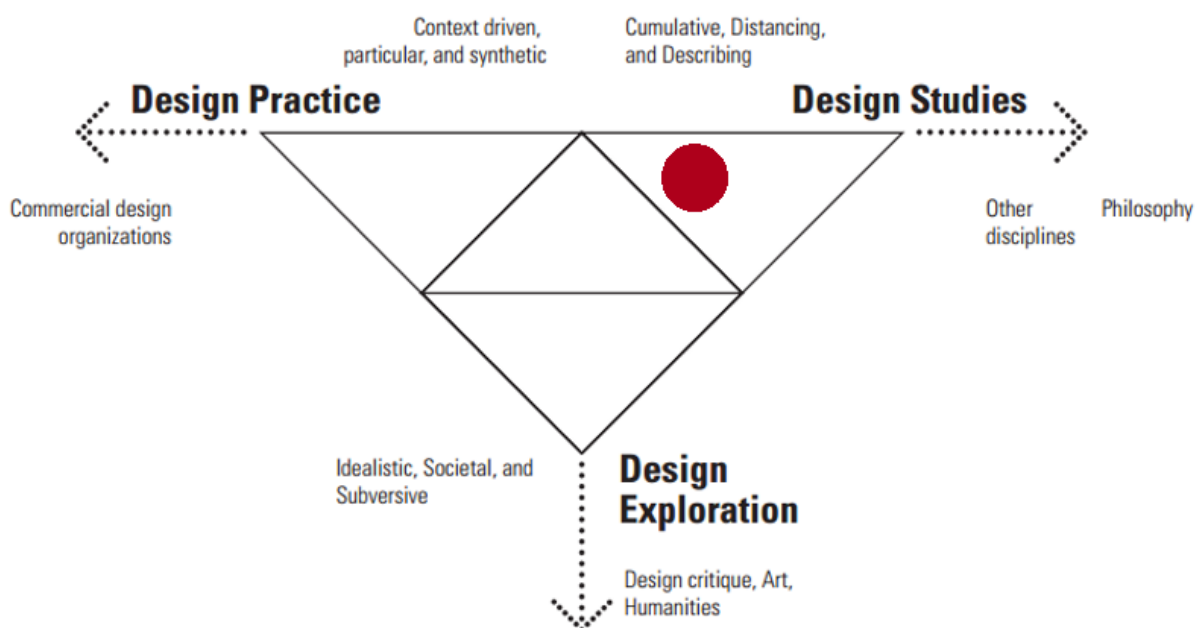 Context driven,
particular, and synthetic
Cumulative, Distancing,
and Describing
Design Practice
Design Studies
Commercial design
organizations
Other
disciplines
Philosophy
Idealistic, Societal, and
Subversive
Design
Exploration
Design critique, Art,
Humanities